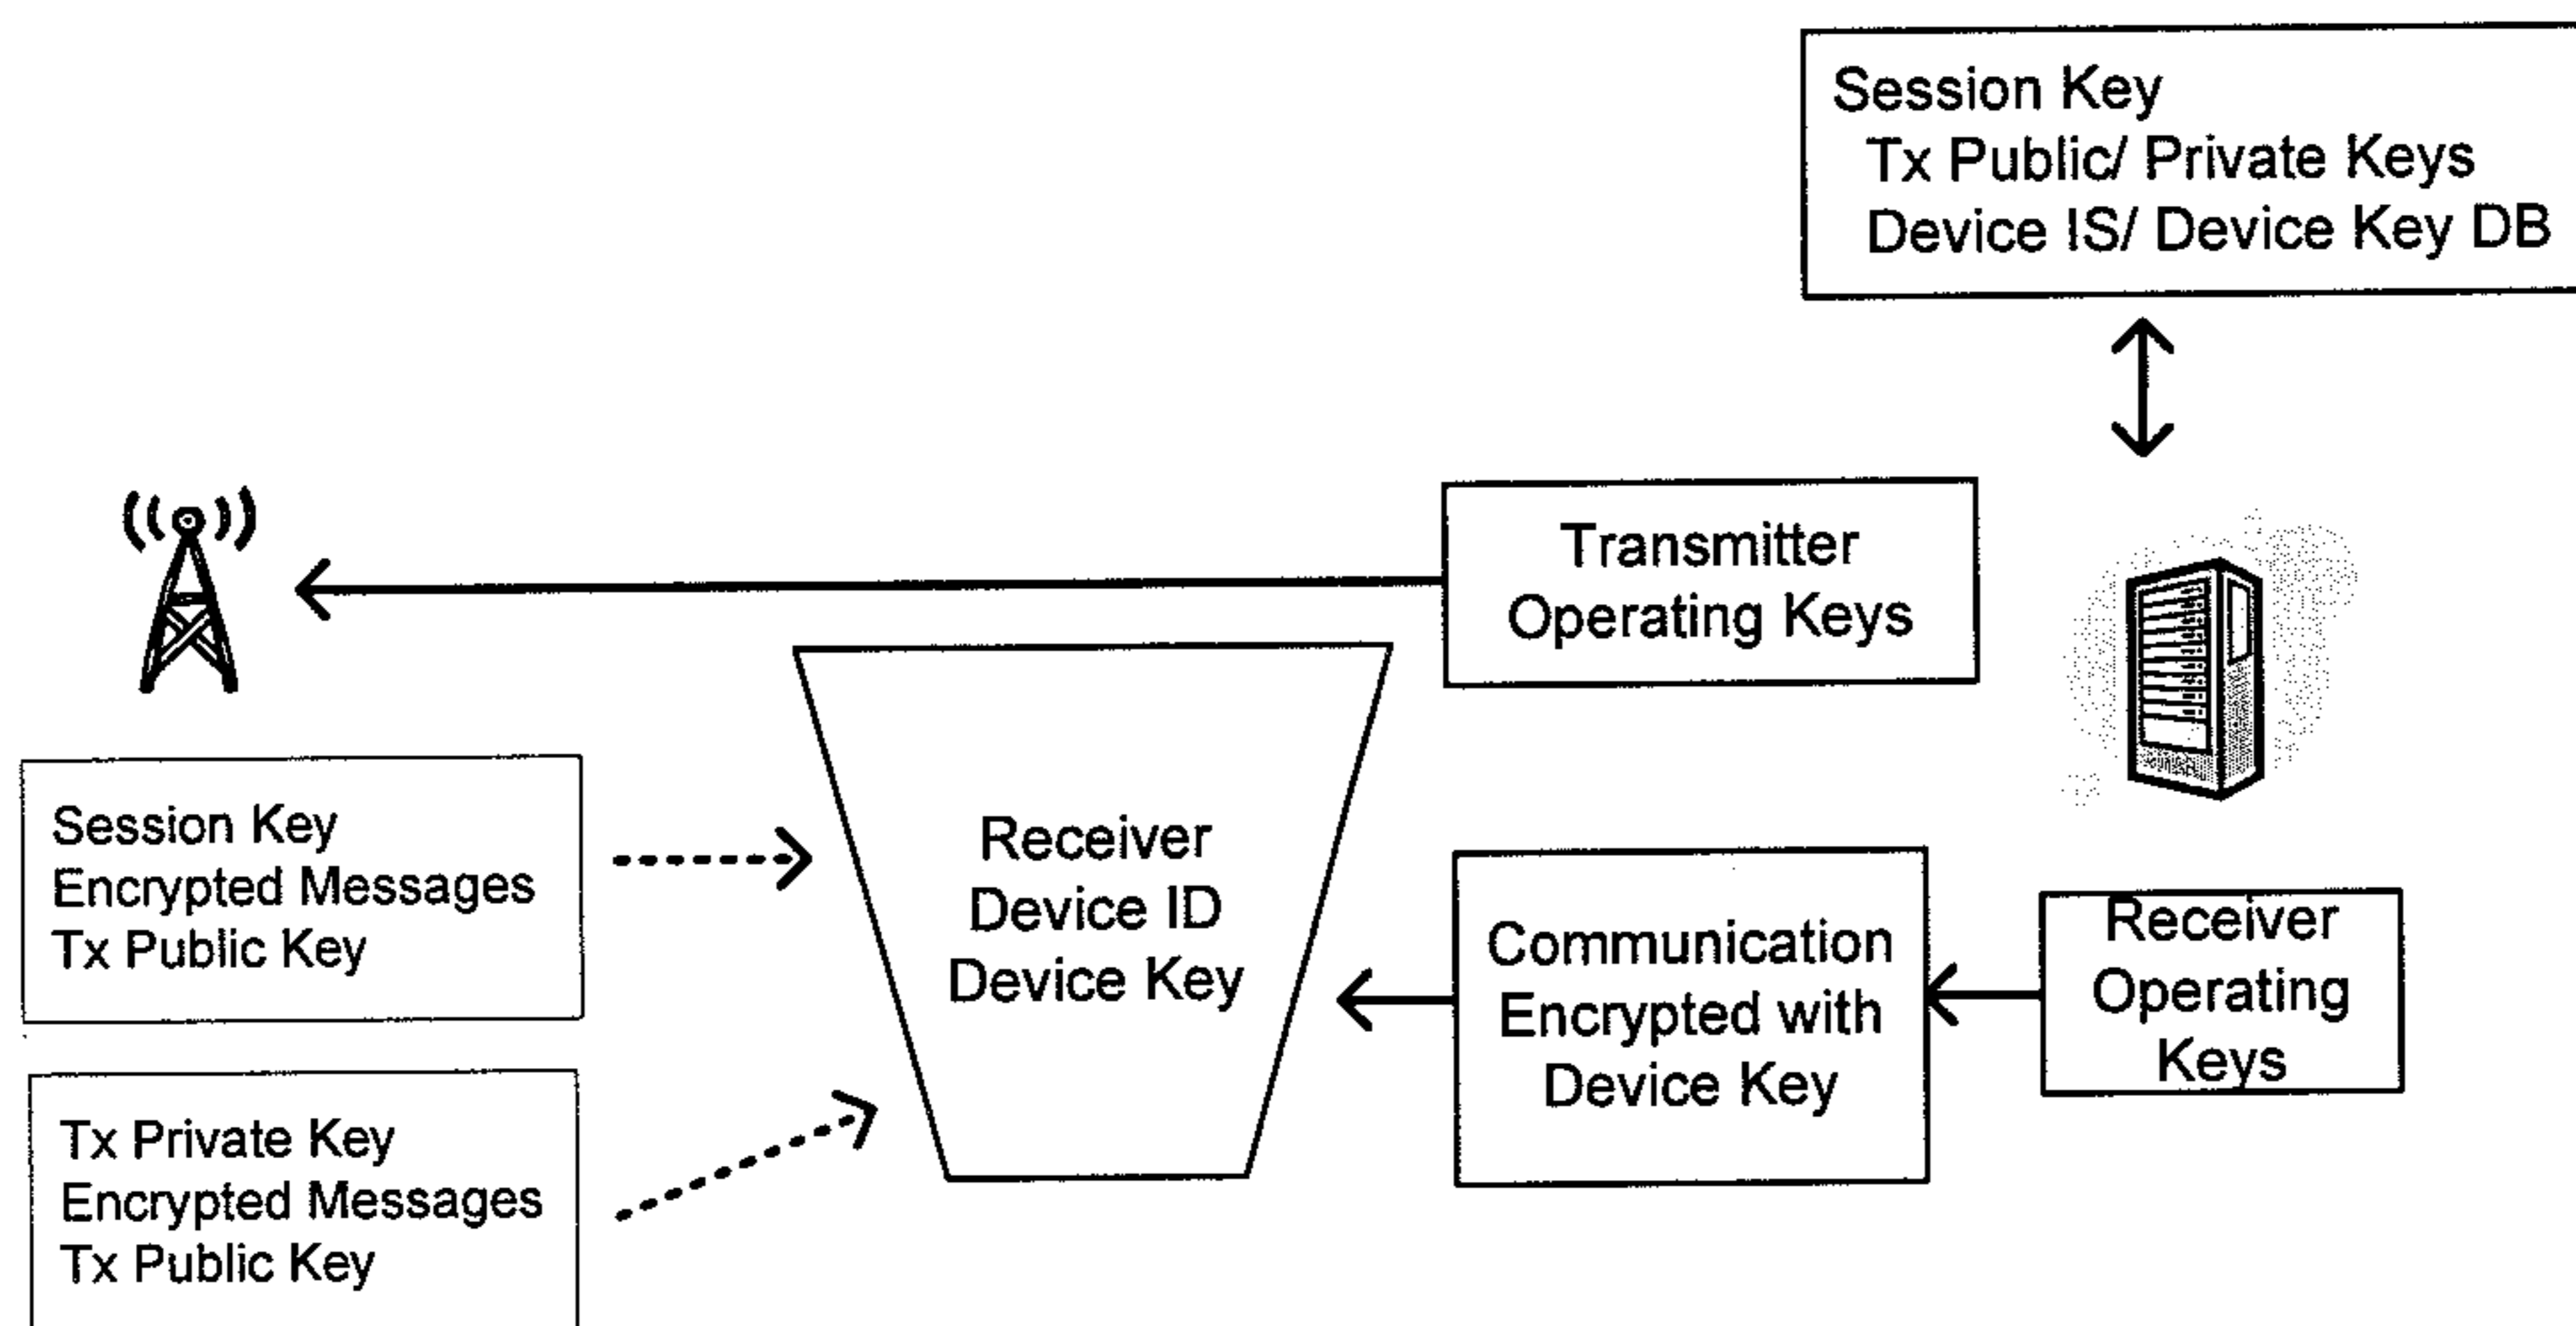 Session Key
Tx Public/ Private Keys
Device IS/ Device Key DB
Transmitter
Operating Keys
Session Key
Encrypted Messages
Tx Public Key
Receiver
Device ID
Device Key
Communication
Encrypted with
Device Key
Receiver
Operating
Keys
Tx Private Key
Encrypted Messages
Tx Public Key